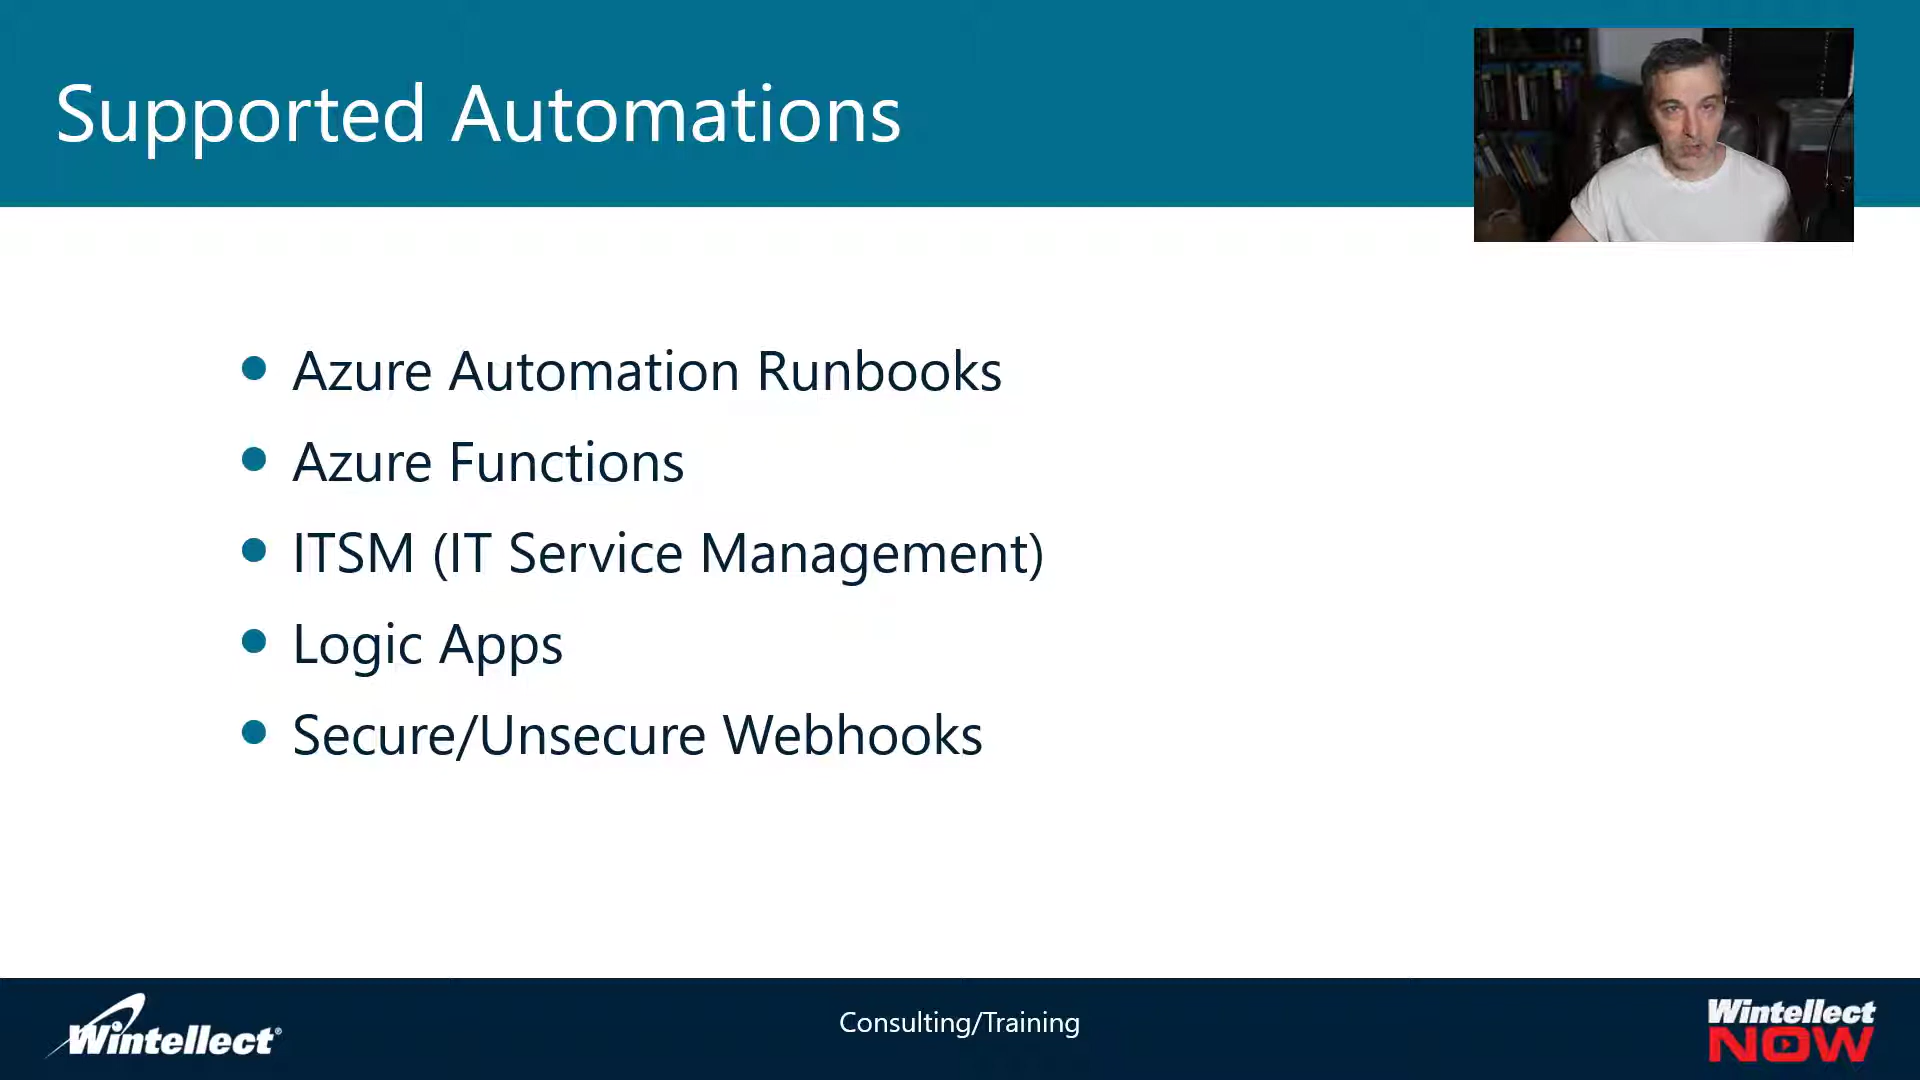 Supported Automations
Azure Automation Runbooks
Azure Functions
ITSM (IT Service Management)
Logic Apps
Secure/Unsecure Webhooks
Wintellect®
Consulting/Training
Wintellect
NOW